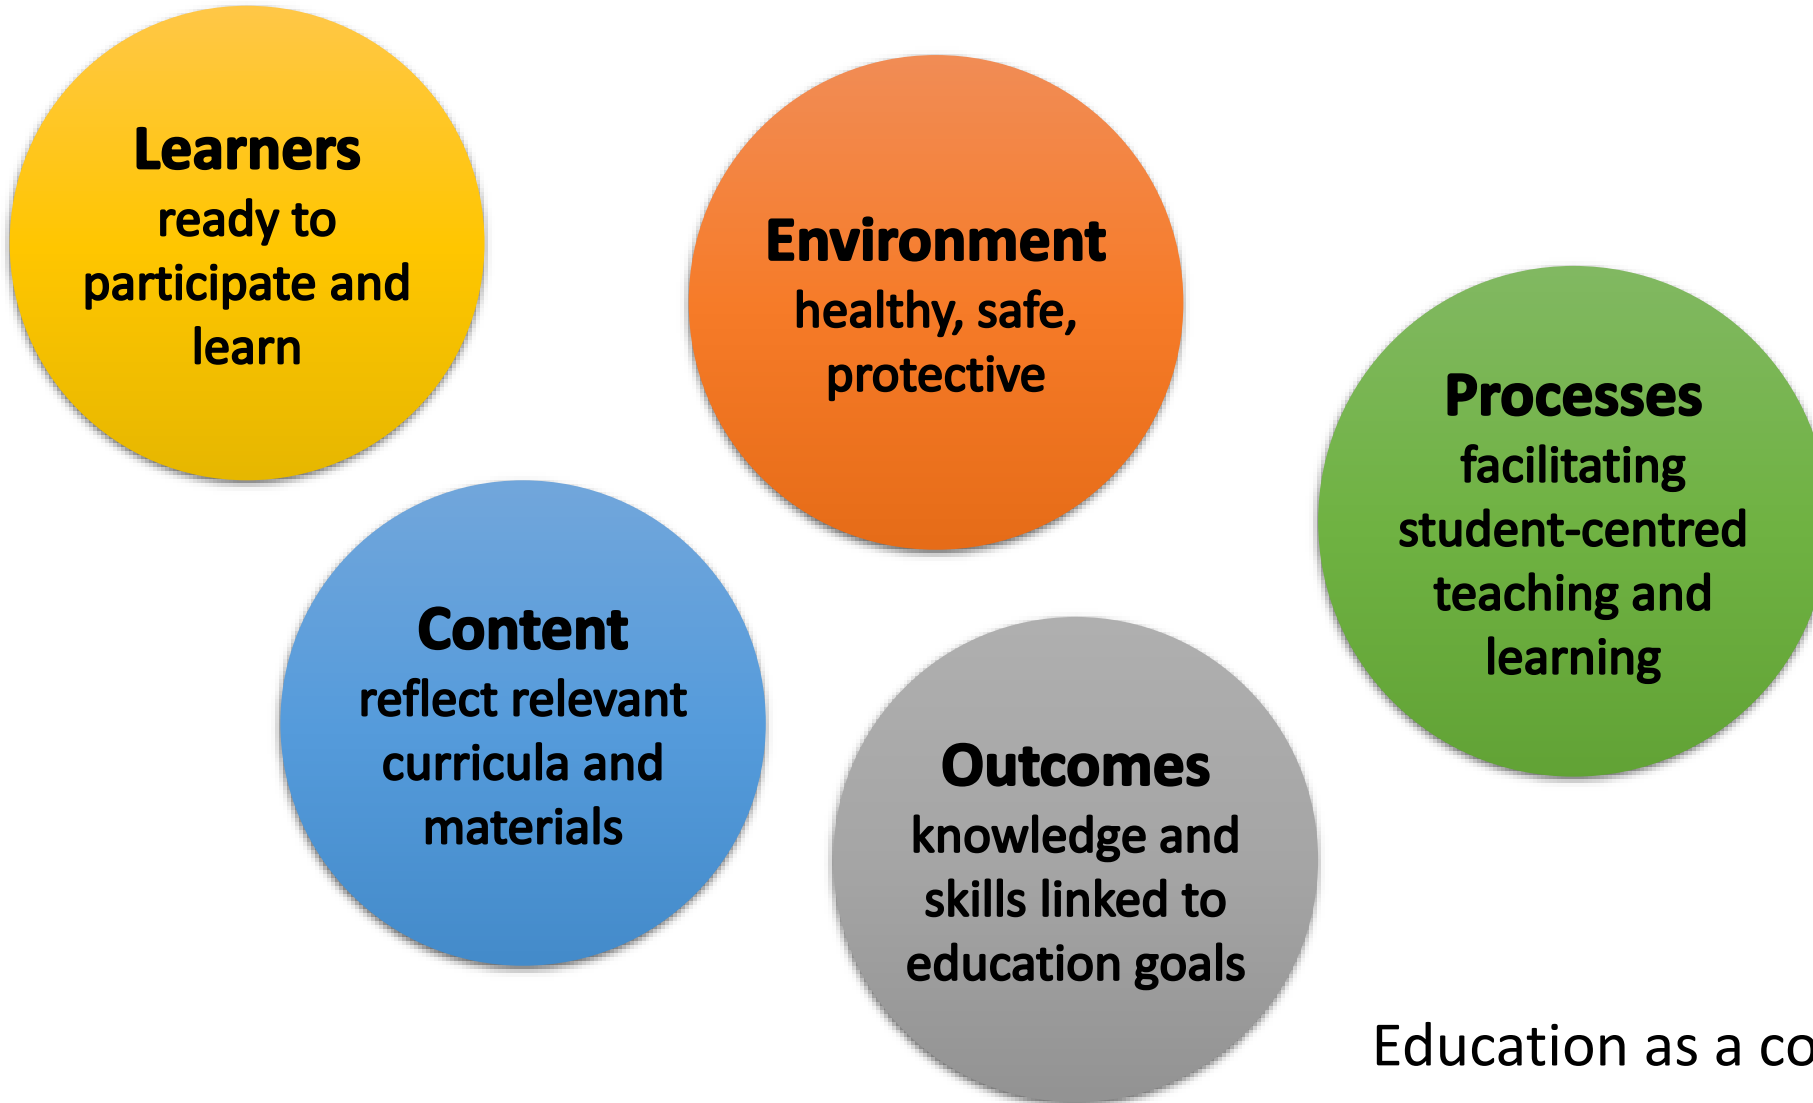 Learners
ready to
participate and
learn
Environment
healthy, safe,
protective
Processes
facilitating
student-centred
teaching and
learning
Content
reflect relevant
curricula and
materials
Outcomes
knowledge and
skills linked to
education goals
Education as a